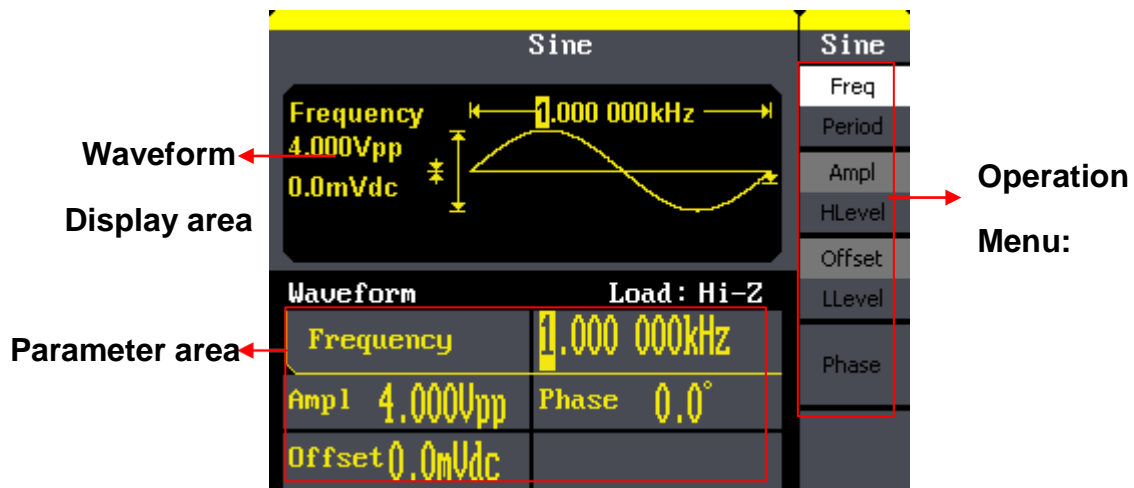 Sine
Sine
Freq
Frequency 1.000 000kHz
Period
4.000Vpp
Waveform
Ampl
Operation
0.0mVdc
HLevel
Display area
Menu:
Offset
Waveform Load: Hi-Z
LLevel
Frequency 1.000 000kHz
Parameter area
Phase
Ampl 4.000Vpp Phase 0.0°
Offset 0.0mVdc